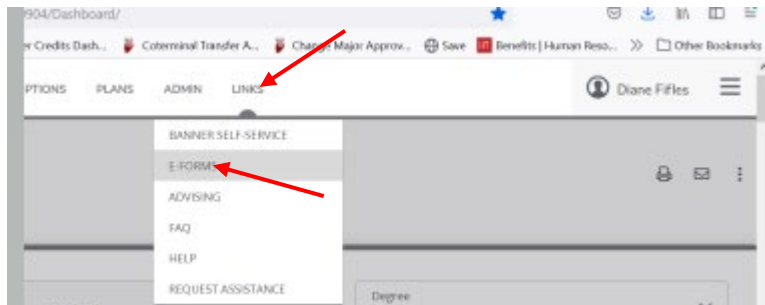 904/Dashboard/
er Credits Dash... Coterminal Transfer A... Change Major Approv... Save Benefits | Human Reso... Other Bookmarks
PTIONS PLANS ADMIN LINKS Diane Fifles
BANNER SELF-SERVICE
E-FORMS
ADVISING
FAQ
HELP
REQUEST ASSISTANCE
Degree